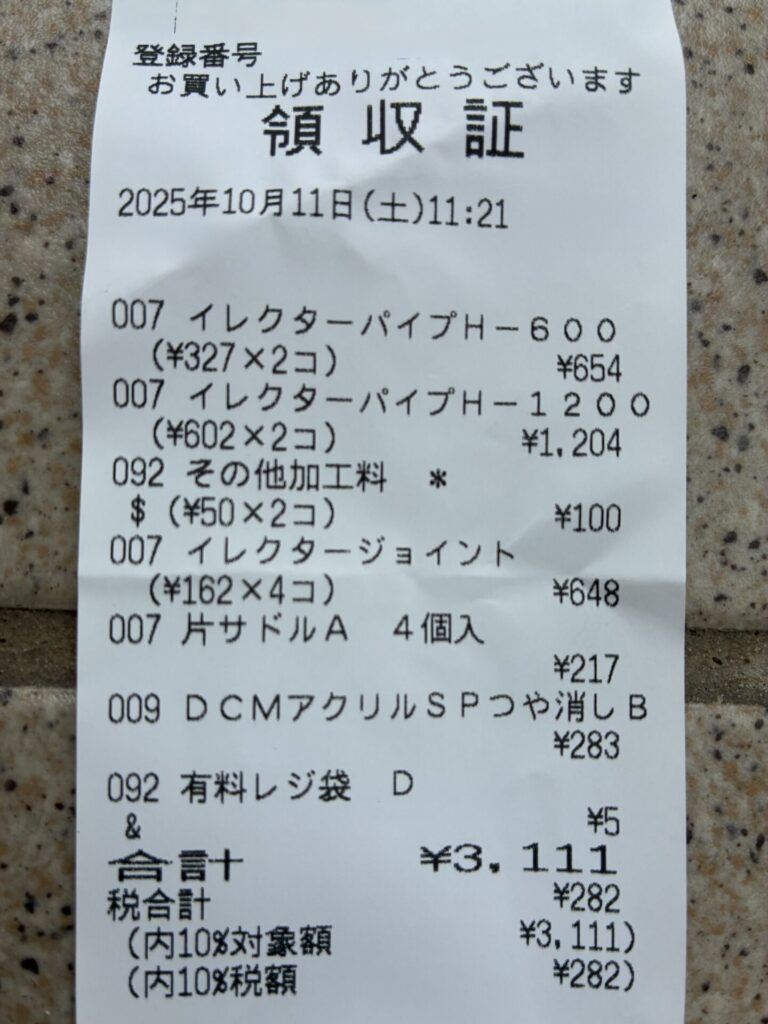 登録番号
お買い上げありがとうございます
領収証
2025年10月11日(土)11:21
007 イレクターパイプH－６００
(¥327×2コ) ¥654
007 イレクターパイプH－１２００
(¥602×2コ) ¥1,204
092 その他加工料 *
$ (¥50×2コ) ¥100
007 イレクタージョイント
(¥162×4コ) ¥648
007 片サドルA ４個入
¥217
009 ＤＣＭアクリルＳＰつや消しＢ
¥283
092 有料レジ袋 Ｄ
& ¥5
合計 ¥3,111
税合計 ¥282
(内10%対象額 ¥3,111)
(内10%税額 ¥282)